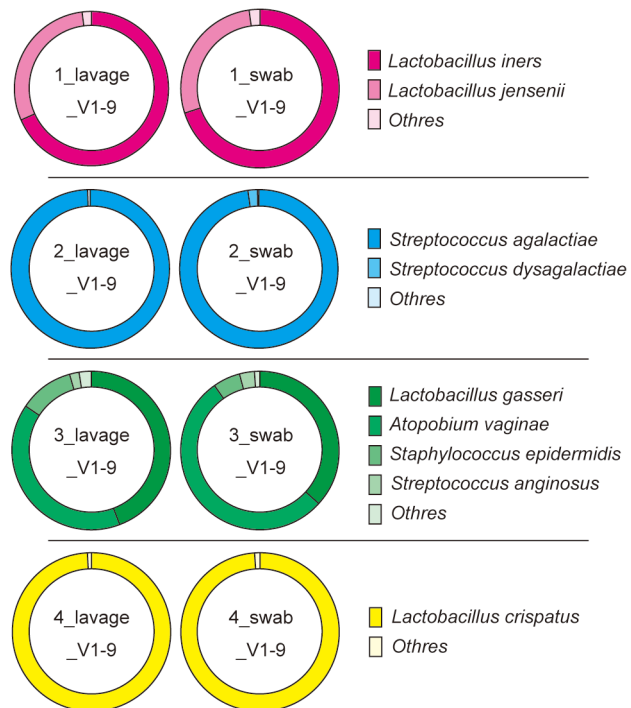 1_lavage
_V1-9
1_swab
_V1-9
Lactobacillus iners
Lactobacillus jensenii
Othres
2_lavage
_V1-9
2_swab
_V1-9
Streptococcus agalactiae
Streptococcus dysagalactiae
Othres
3_lavage
_V1-9
3_swab
_V1-9
Lactobacillus gasseri
Atopobium vaginae
Staphylococcus epidermidis
Streptococcus anginosus
Othres
4_lavage
_V1-9
4_swab
_V1-9
Lactobacillus crispatus
Othres